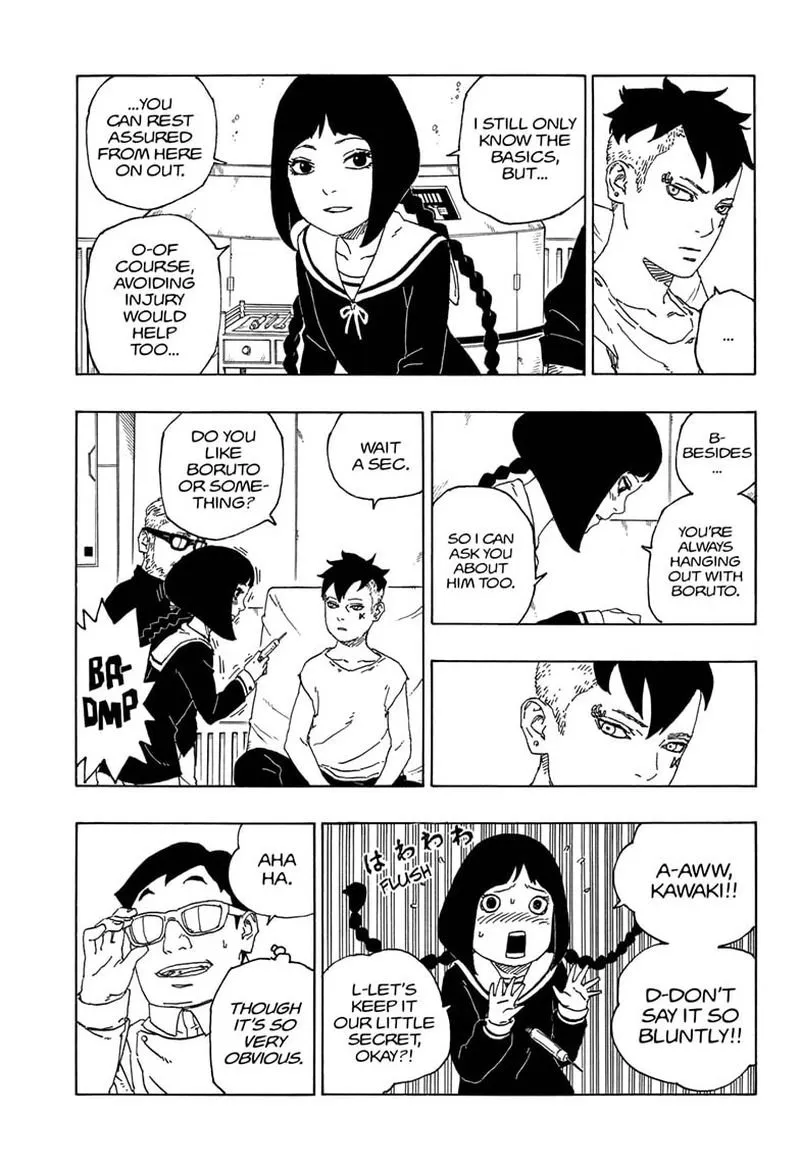 I STILL ONLY
KNOW THE
BASICS,
BUT...
...YOU
CAN REST
ASSURED
FROM HERE
ON OUT.
O-OF
COURSE,
AVOIDING
INJURY
WOULD
HELP
TOO...
...
B-
BESIDES
...
YOU'RE
ALWAYS
HANGING
OUT WITH
BORUTO.
SO I CAN
ASK YOU
ABOUT
HIM TOO.
WAIT
A SEC.
DO YOU
LIKE
BORUTO
OR SOME-
THING?
BA-
DMP
A-AWW,
KAWAKI!!
D-DON'T
SAY IT SO
BLUNTLY!!
はわわわ
FLUSH
L-LET'S
KEEP IT
OUR LITTLE
SECRET,
OKAY?!
AHA
HA.
THOUGH
IT'S SO
VERY
OBVIOUS.